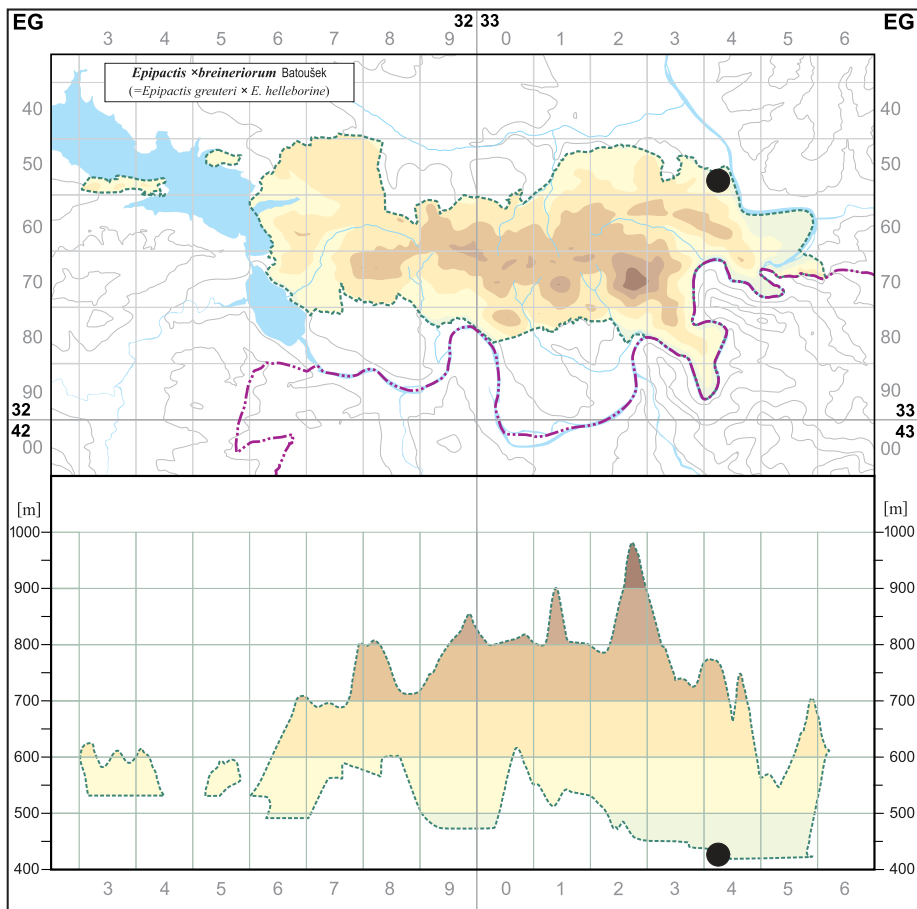 EG 32 33 EG
3 4 5 6 7 8 9 0 1 2 3 4 5 6
Epipactis ×breineriorum Batoušek
(=Epipactis greuteri × E. helleborine)
40 40
50 50
60 60
70 70
80 80
90 90
32 33
42 43
00 00
[m] [m]
1000 1000
900 900
800 800
700 700
600 600
500 500
400 400
3 4 5 6 7 8 9 0 1 2 3 4 5 6